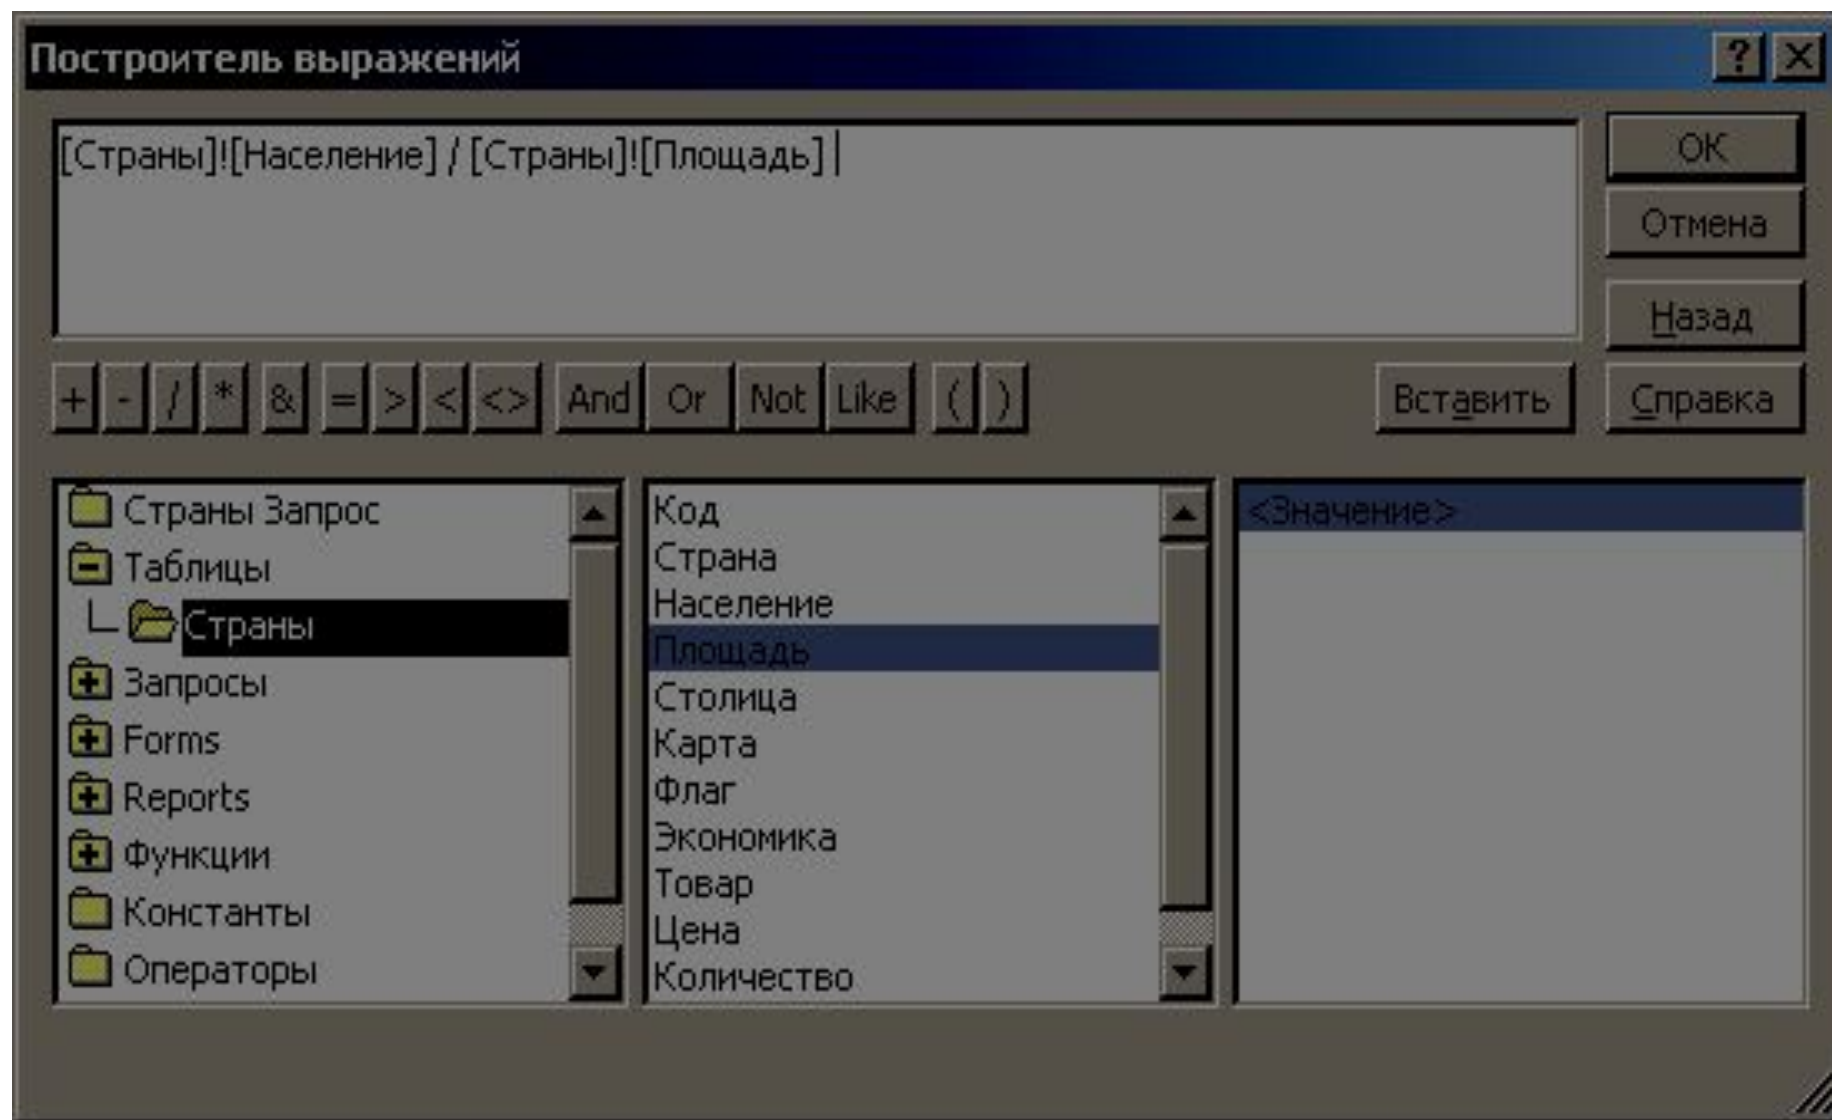 Построитель выражений
[Страны]![Население] / [Страны]![Площадь]
OK
Отмена
Назад
+ - / * & = > < <> And Or Not Like ( ) Вставить Справка
Страны Запрос
Таблицы
Страны
Запросы
Forms
Reports
Функции
Константы
Операторы
Код
Страна
Население
Площадь
Столица
Карта
Флаг
Экономика
Товар
Цена
Количество
<Значение>